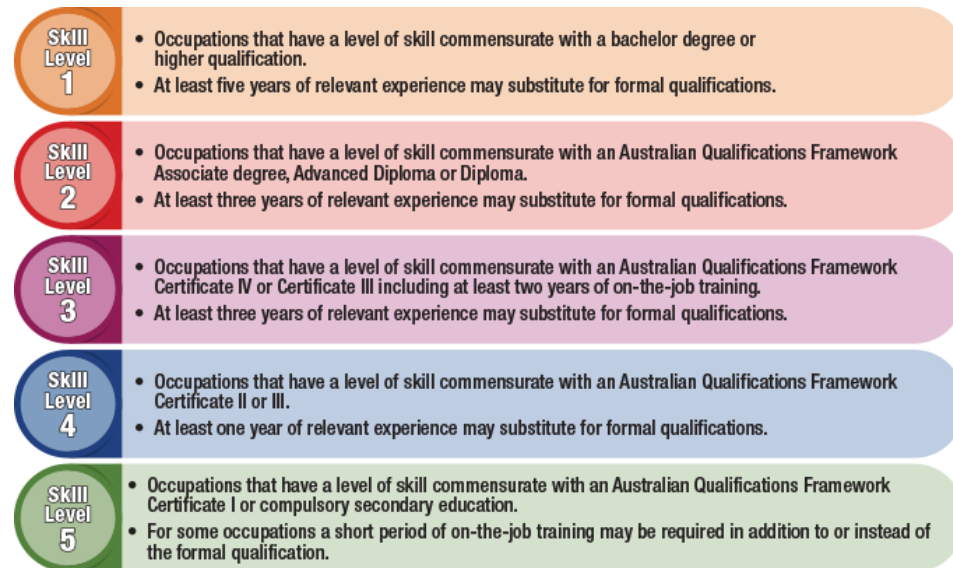 Skill
Level
1
• Occupations that have a level of skill commensurate with a bachelor degree or
higher qualification.
• At least five years of relevant experience may substitute for formal qualifications.
Skill
Level
2
• Occupations that have a level of skill commensurate with an Australian Qualifications Framework
Associate degree, Advanced Diploma or Diploma.
• At least three years of relevant experience may substitute for formal qualifications.
Skill
Level
3
• Occupations that have a level of skill commensurate with an Australian Qualifications Framework
Certificate IV or Certificate III including at least two years of on-the-job training.
• At least three years of relevant experience may substitute for formal qualifications.
Skill
Level
4
• Occupations that have a level of skill commensurate with an Australian Qualifications Framework
Certificate II or III.
• At least one year of relevant experience may substitute for formal qualifications.
Skill
Level
5
• Occupations that have a level of skill commensurate with an Australian Qualifications Framework
Certificate I or compulsory secondary education.
• For some occupations a short period of on-the-job training may be required in addition to or instead of
the formal qualification.